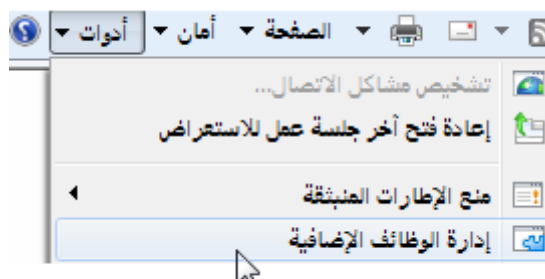 الصفحة أمان أدوات
تشخيص مشاكل الاتصال...
إعادة فتح آخر جلسة عمل للاستعراض
منع الإطارات المنبثقة
إدارة الوظائف الإضافية